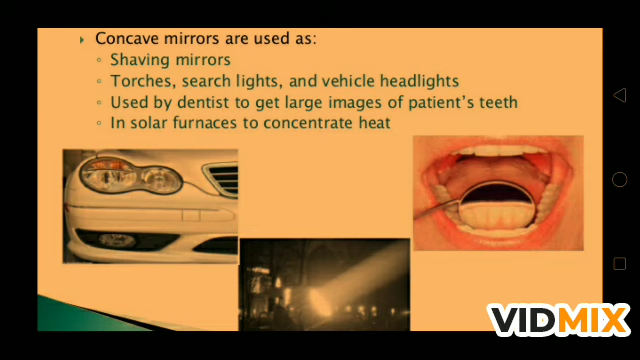 Concave mirrors are used as:
Shaving mirrors
Torches, search lights, and vehicle headlights
Used by dentist to get large images of patient's teeth
In solar furnaces to concentrate heat
VIDMIX